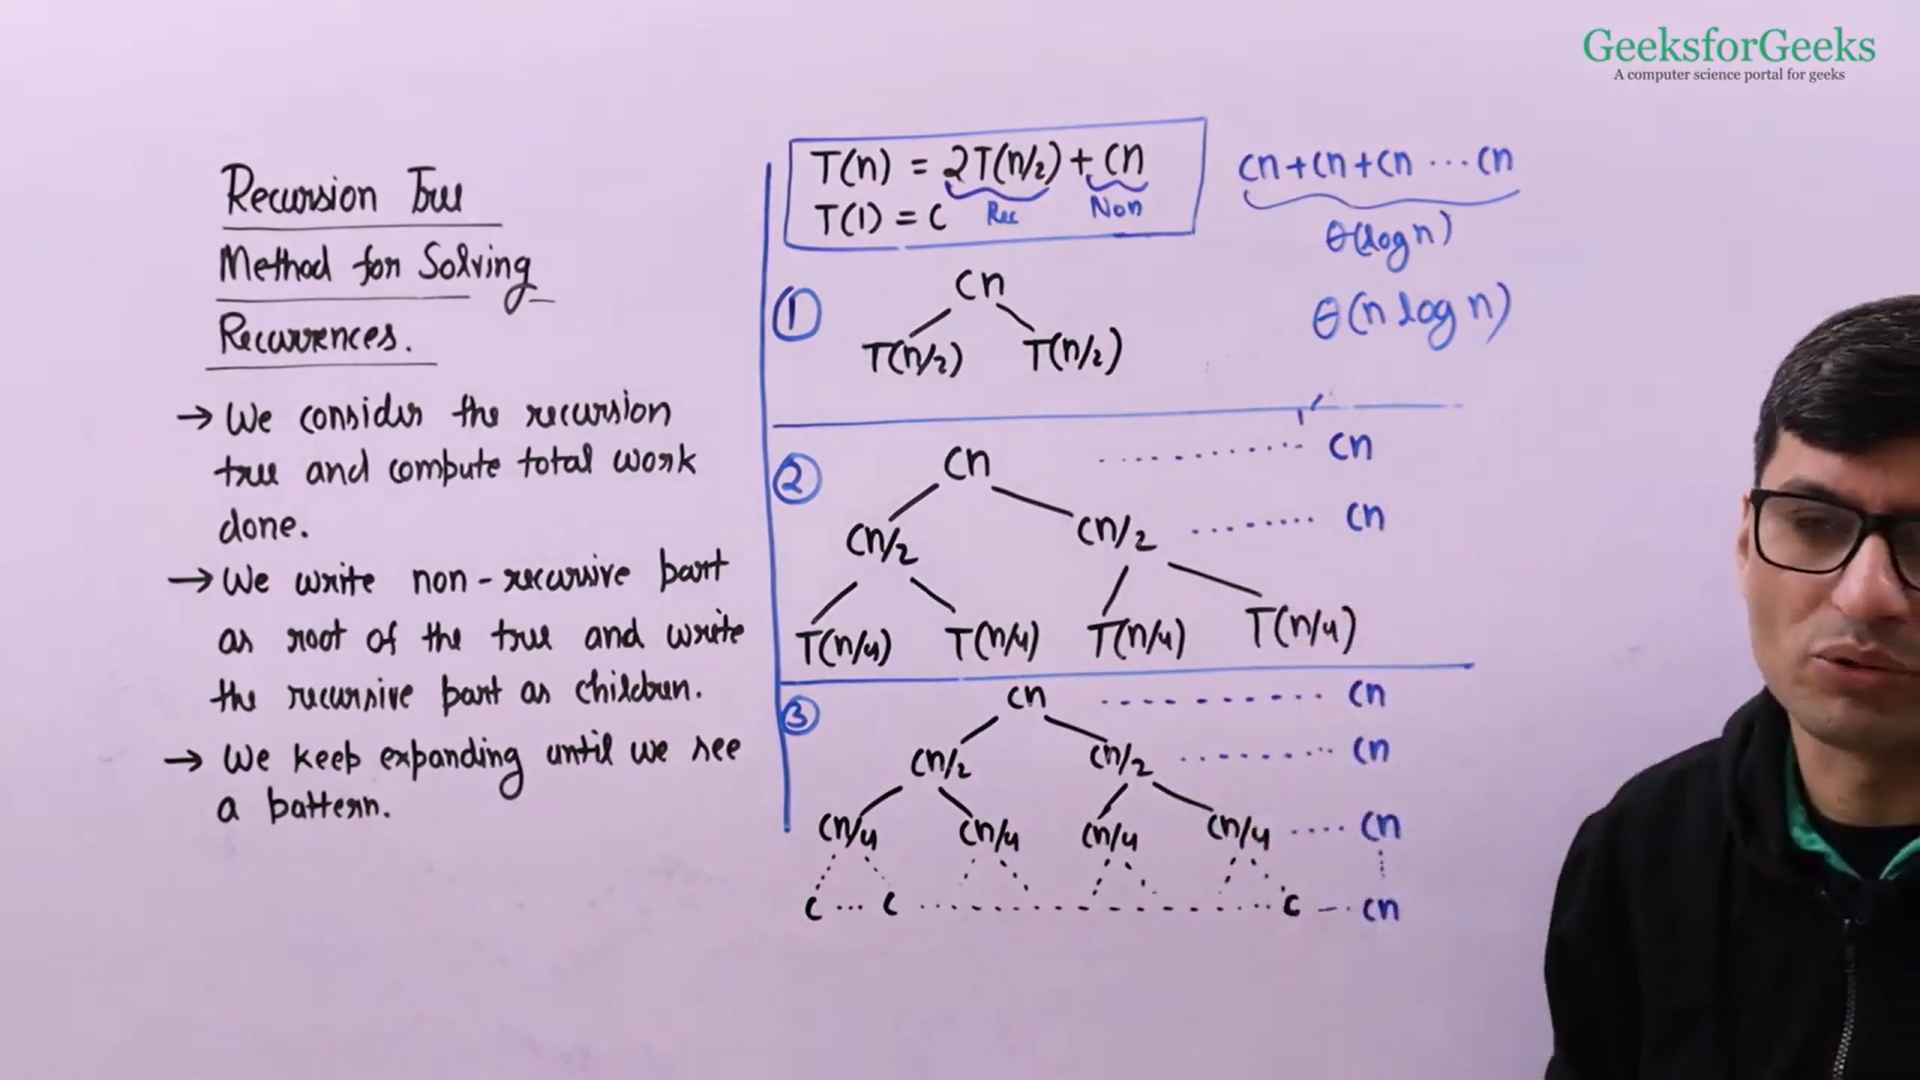 GeeksforGeeks
A computer science portal for geeks
Recursion Tree
Method for Solving
Recurrences.
→ We consider the recursion
tree and compute total work
done.
→ We write non-recursive part
as root of the tree and write
the recursive part as children.
→ We keep expanding until we see
a pattern.
T(n) = 2T(n/2) + cn
Rec Non
T(1) = C
cn + cn + cn ... cn
θ(log n)
θ(n log n)
1
cn
T(n/2) T(n/2)
2
cn .......... cn
cn/2 cn/2 ........ cn
T(n/4) T(n/4) T(n/4) T(n/4)
3
cn .......... cn
cn/2 cn/2 ........ cn
cn/4 cn/4 cn/4 cn/4 .... cn
c ... c .................... c -.. cn